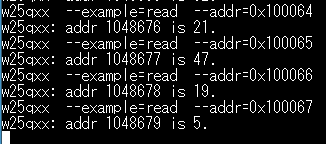 w25qxx  --example=read  --addr=0x100064
w25qxx: addr 1048676 is 21.
w25qxx  --example=read  --addr=0x100065
w25qxx: addr 1048677 is 47.
w25qxx  --example=read  --addr=0x100066
w25qxx: addr 1048678 is 19.
w25qxx  --example=read  --addr=0x100067
w25qxx: addr 1048679 is 5.